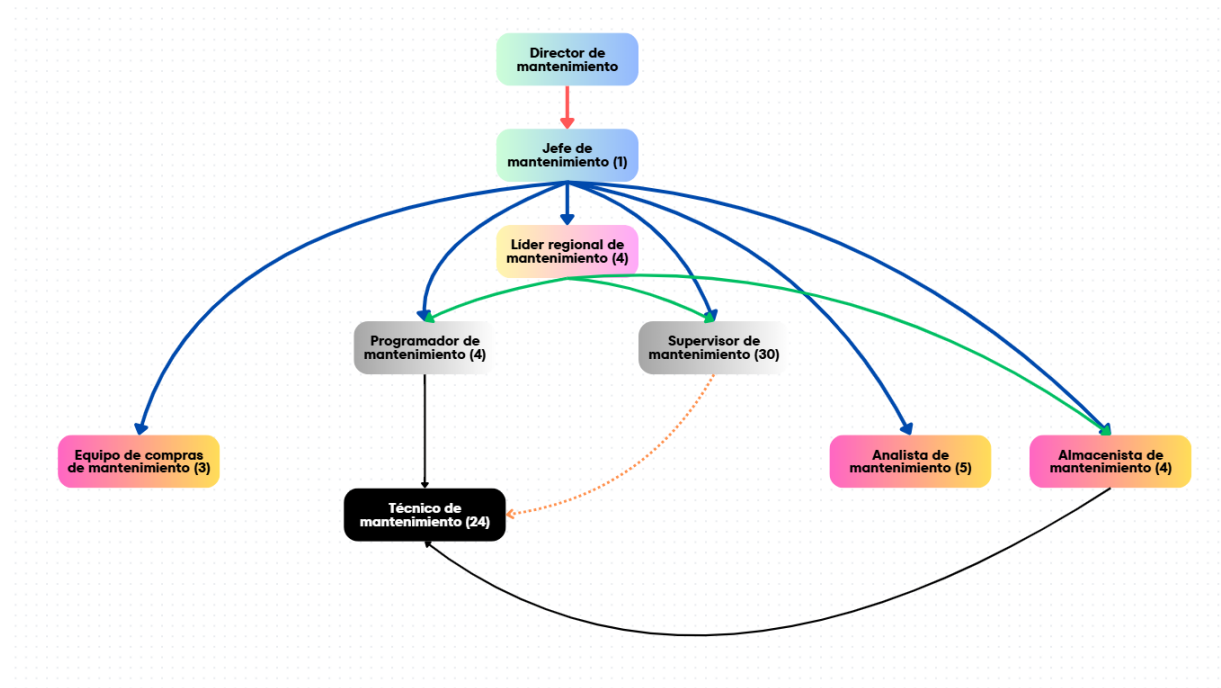 Director de
mantenimiento
Jefe de
mantenimiento (1)
Líder regional de
mantenimiento (4)
Programador de
mantenimiento (4)
Supervisor de
mantenimiento (30)
Equipo de compras
de mantenimiento (3)
Analista de
mantenimiento (5)
Almacenista de
mantenimiento (4)
Técnico de
mantenimiento (24)